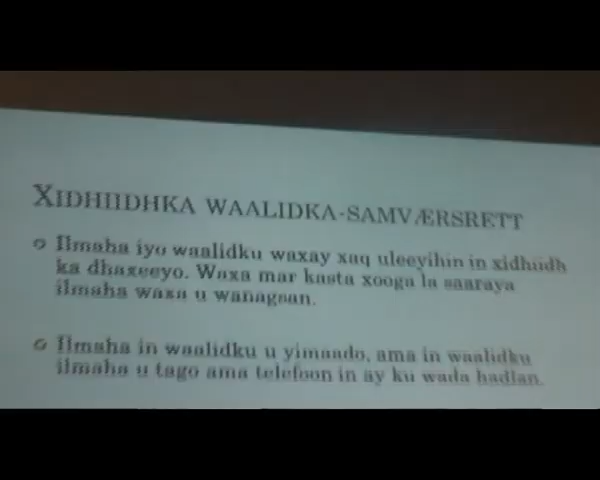 XIDHIIDHKA WAALIDKA-SAMVÆRSRETT
Ilmaha iyo waalidku waxay xaq uleeyihin in xidhiidh
ka dhaxeeyo. Waxa mar kasta xooga la saaraya
ilmaha waxa u wanagsan.
Ilmaha in waalidku u yimaado, ama in waalidku
ilmaha u tago ama telefoon in ay ku wada hadlan.